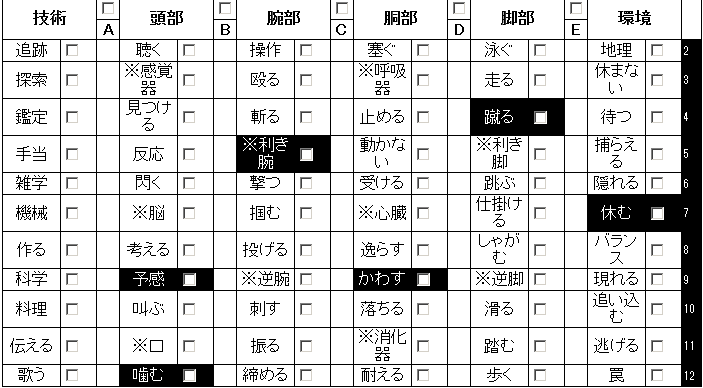 技術 A 頭部 B 腕部 C 胴部 D 脚部 E 環境
追跡 聴く 操作 塞ぐ 泳ぐ 地理 2
探索 ※感覚器 殴る ※呼吸器 走る 休まない 3
鑑定 見つける 斬る 止める 蹴る 待つ 4
手当 反応 ※利き腕 動かない ※利き脚 捕らえる 5
雑学 閃く 撃つ 受ける 跳ぶ 隠れる 6
機械 ※脳 掴む ※心臓 仕掛ける 休む 7
作る 考える 投げる 逸らす しゃがむ バランス 8
科学 予感 ※逆腕 かわす ※逆脚 現れる 9
料理 叫ぶ 刺す 落ちる 滑る 追い込む 10
伝える ※口 振る ※消化器 踏む 逃げる 11
歌う 噛む 締める 耐える 歩く 罠 12